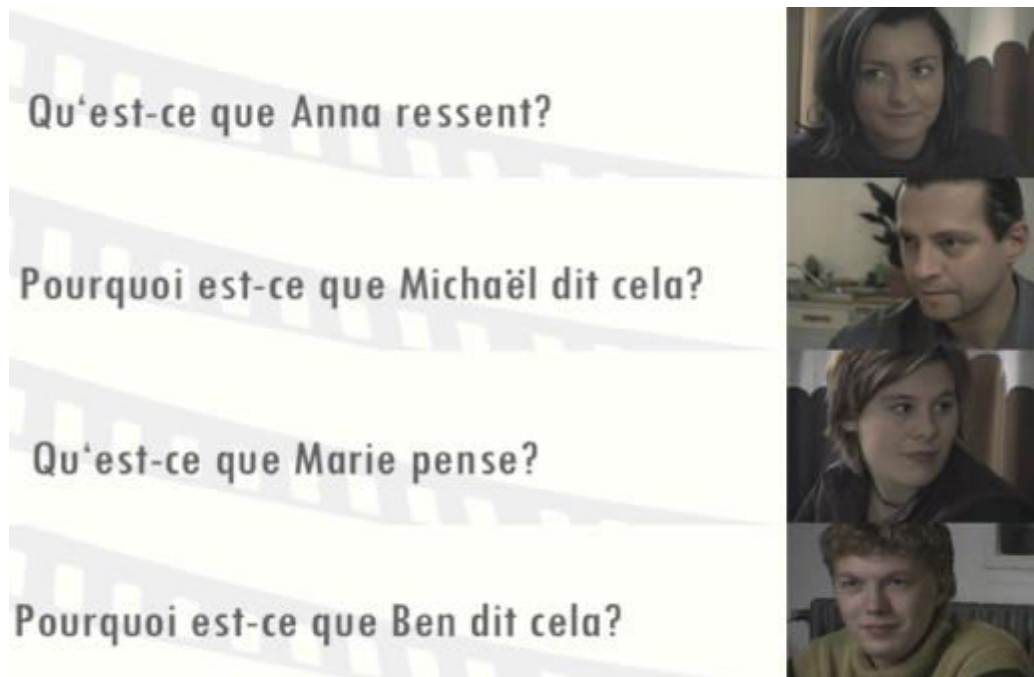 Qu‘est-ce que Anna ressent?
Pourquoi est-ce que Michaël dit cela?
Qu‘est-ce que Marie pense?
Pourquoi est-ce que Ben dit cela?